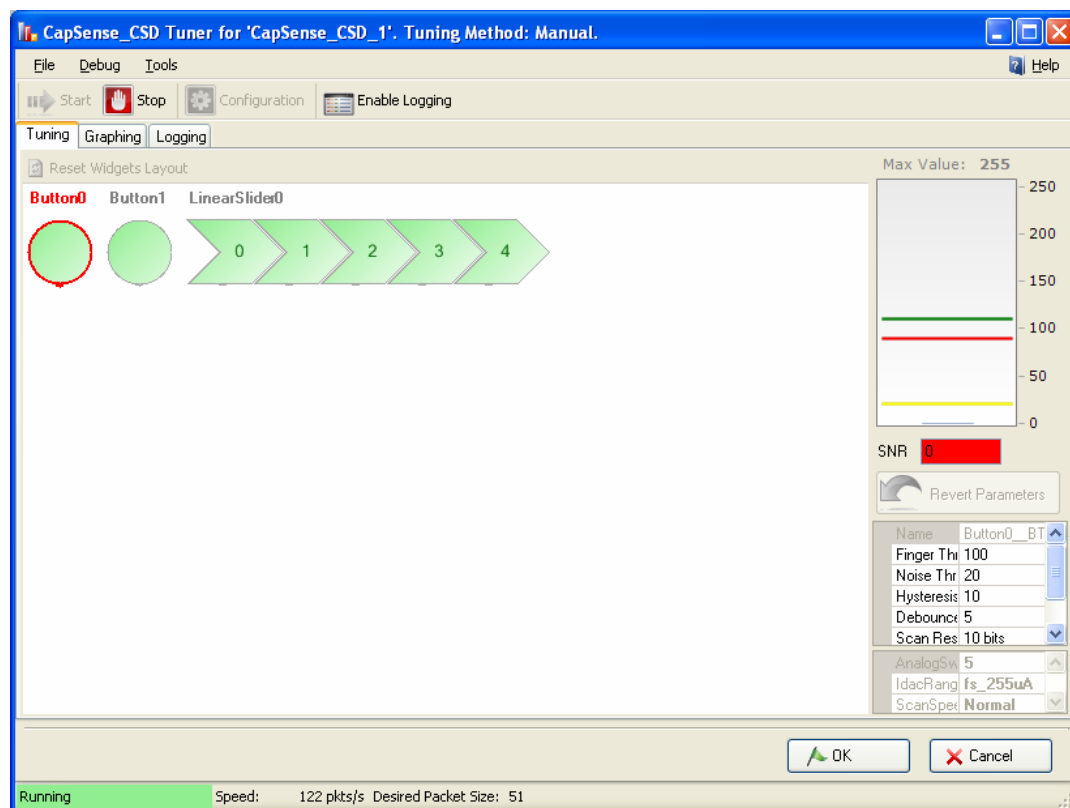 CapSense_CSD Tuner for 'CapSense_CSD_1'. Tuning Method: Manual.
File Debug Tools Help
Start Stop Configuration Enable Logging
Tuning Graphing Logging
Reset Widgets Layout
Max Value: 255
Button0 Button1 LinearSlider0
0 1 2 3 4
250
200
150
100
50
0
SNR 0
Revert Parameters
Name Button0__BT
Finger Thr 100
Noise Thr 20
Hysteresis 10
Debounce 5
Scan Res 10 bits
AnalogSw 5
IdacRang fs_255uA
ScanSpee Normal
OK Cancel
Running Speed: 122 pkts/s Desired Packet Size: 51